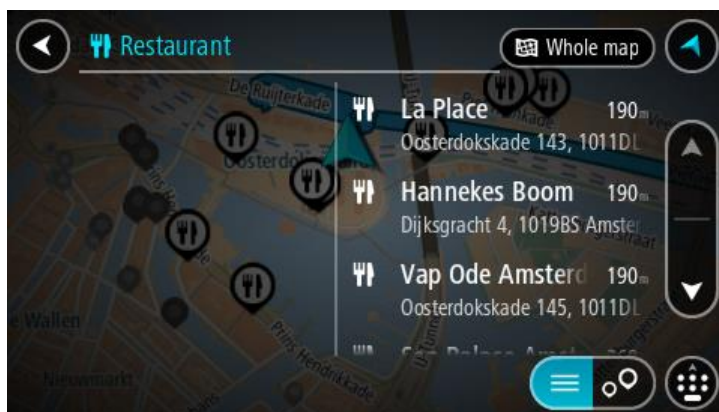 Restaurant
Whole map
De Ruijterkade
La Place 190m
Oosterdokskade 143, 1011DL
Hannekes Boom 190m
Dijksgracht 4, 1019BS Amster
Vap Ode Amsterd 190m
Oosterdokskade 145, 1011DL
Prins Hendrikkade
Nieuwmarkt
e Wallen